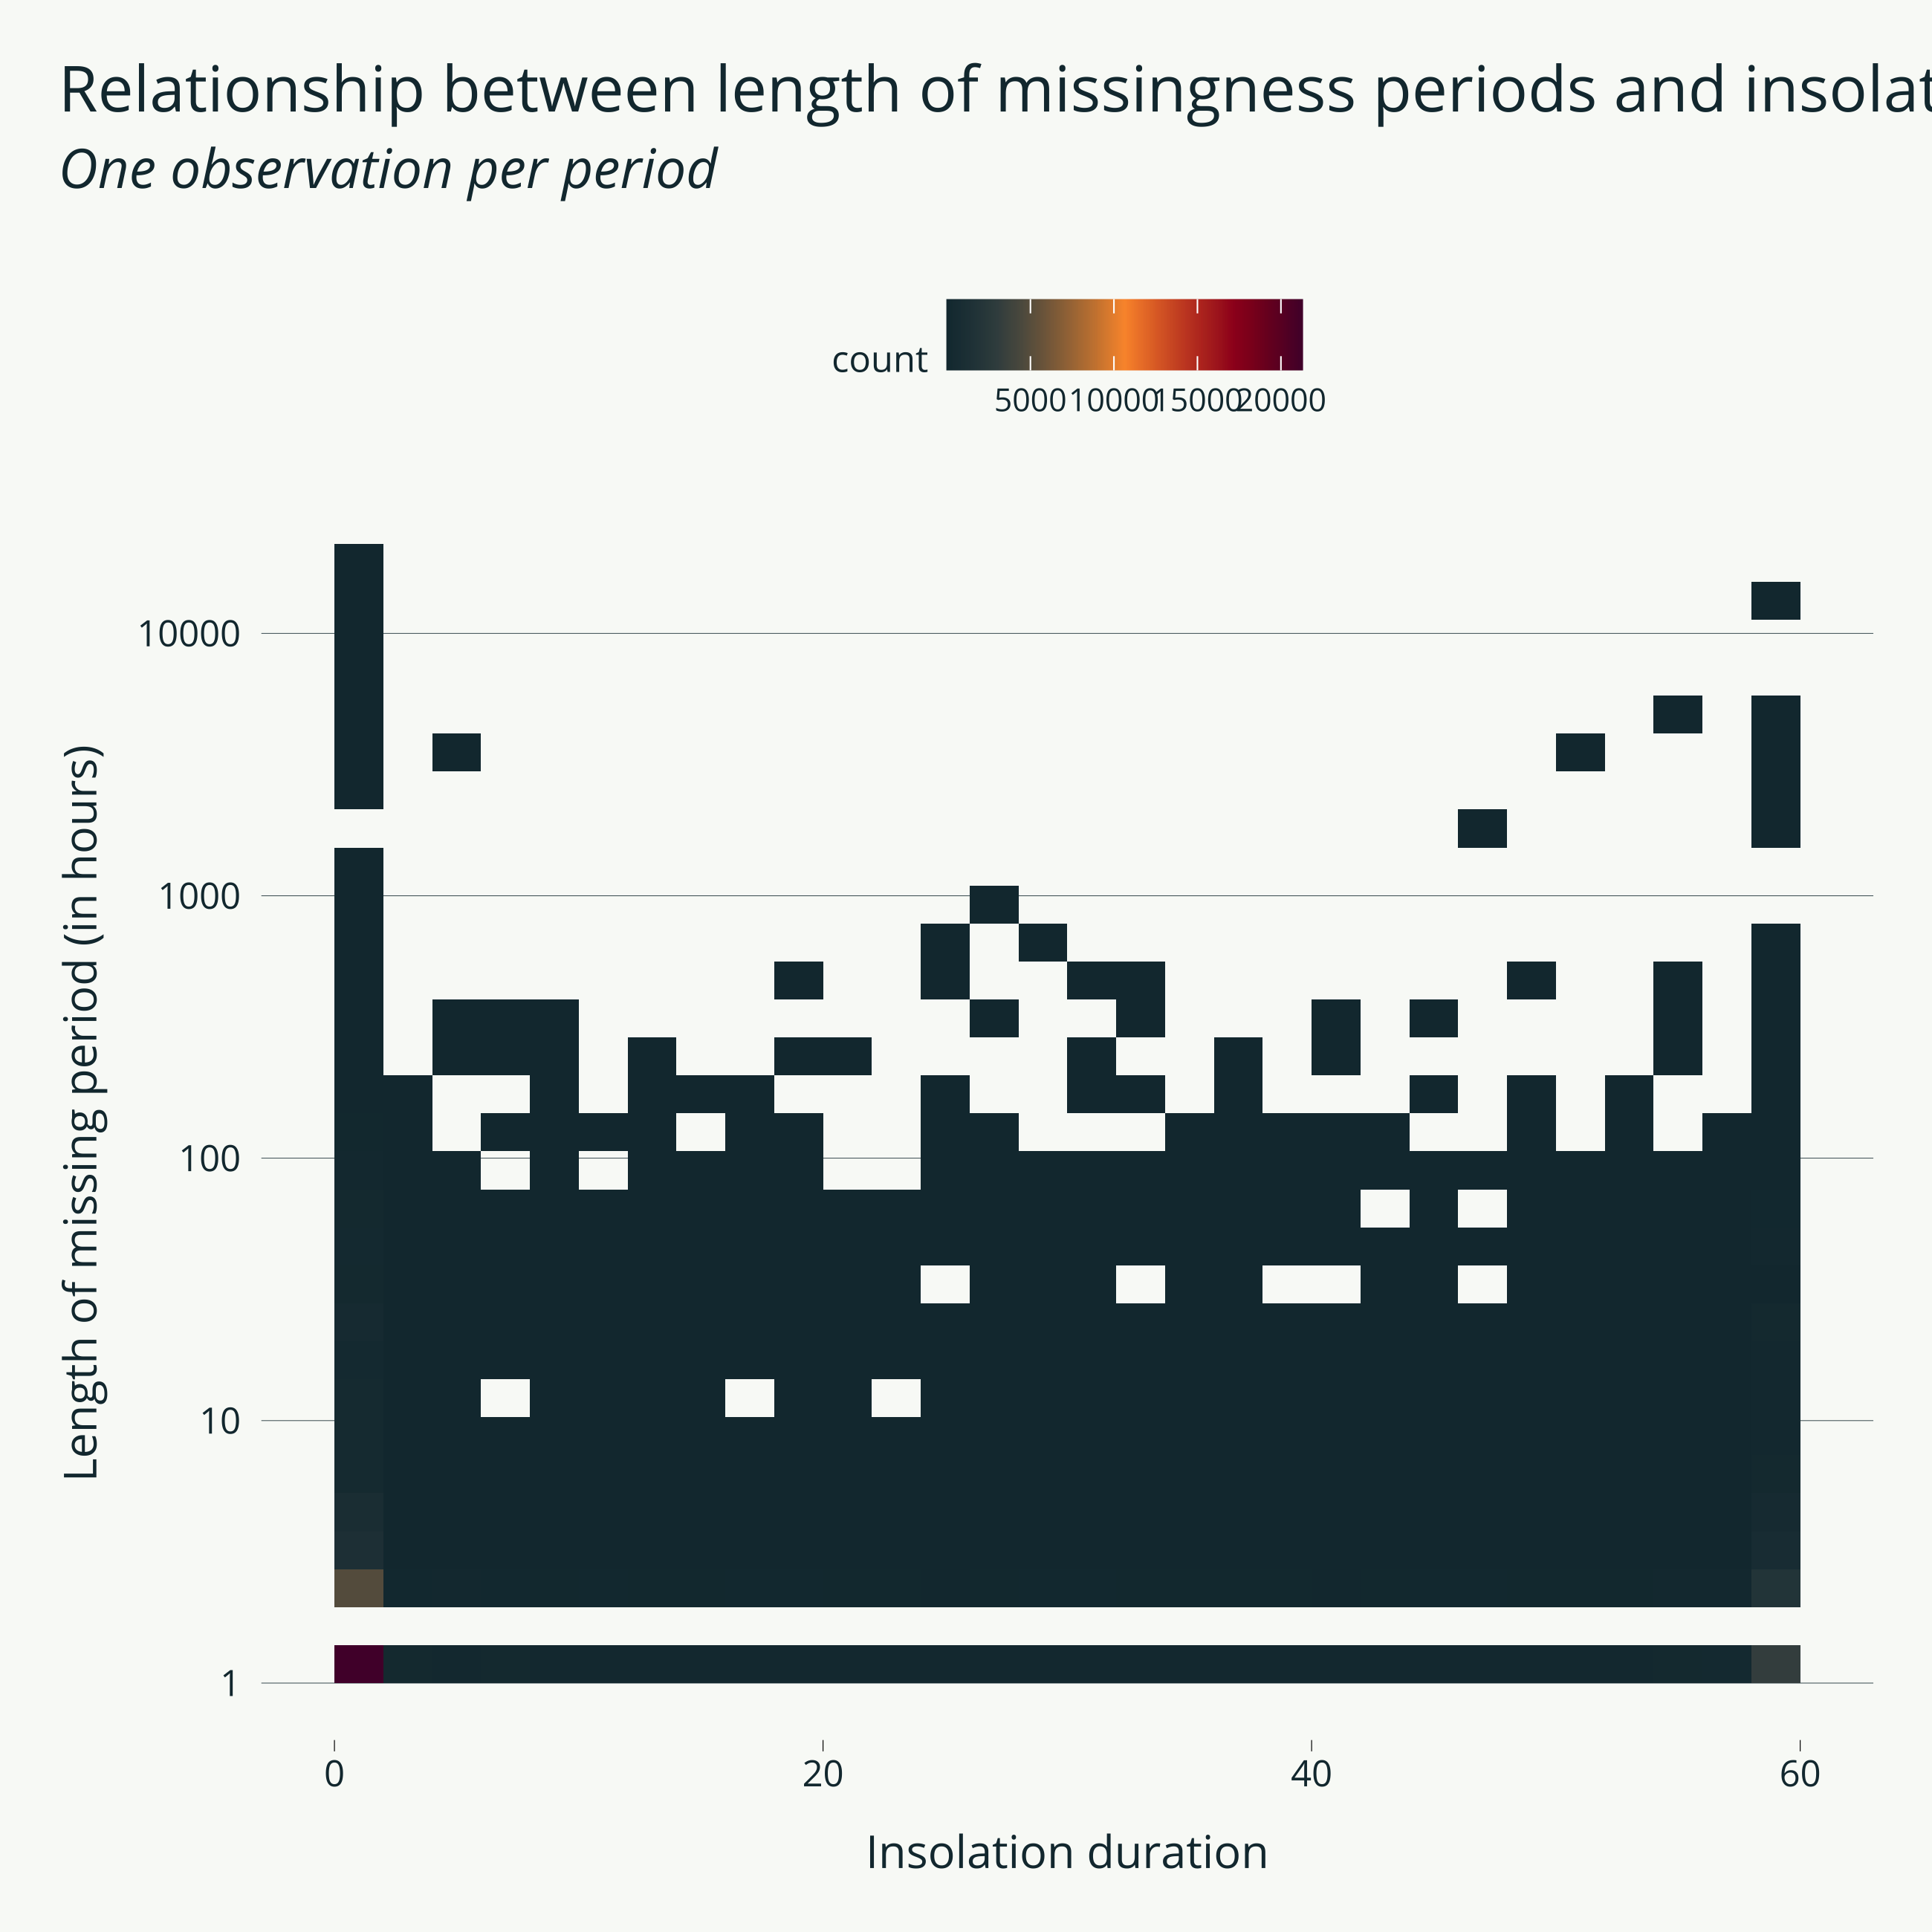 Relationship between length of missingness periods and insolat
One observation per period
count
5000 10000 15000 20000
Length of missing period (in hours)
10000
1000
100
10
1
0 20 40 60
Insolation duration